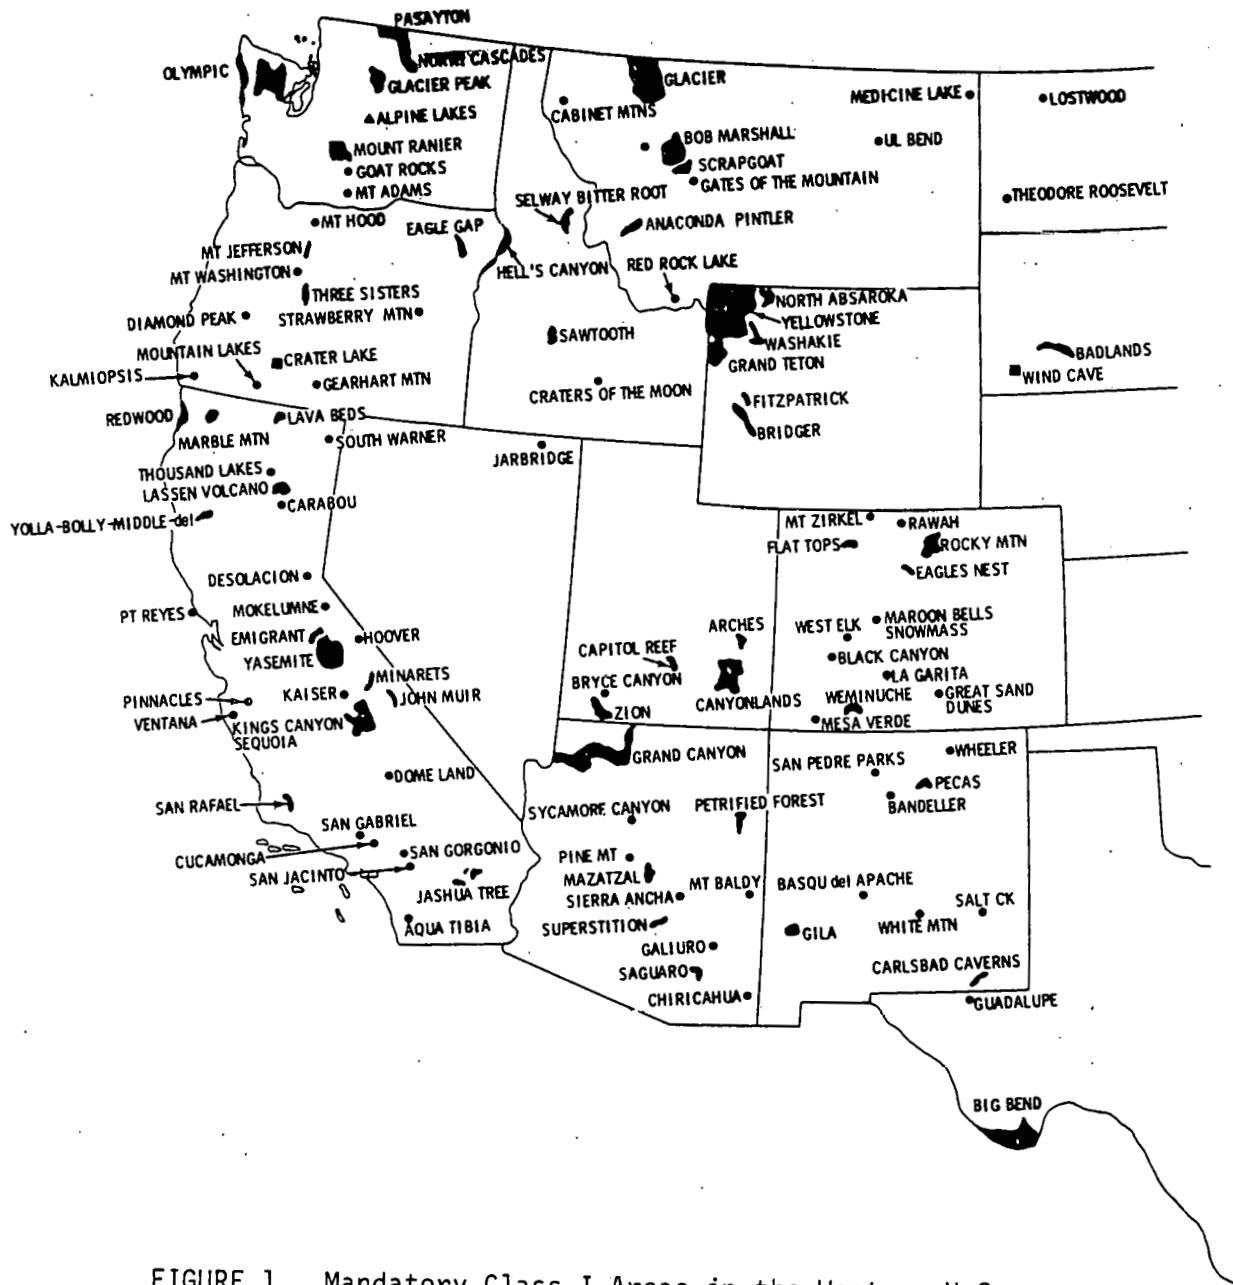 PASAYTON
NORTH CASCADES
OLYMPIC
GLACIER PEAK
ALPINE LAKES
MOUNT RANIER
GOAT ROCKS
MT ADAMS
GLACIER
CABINET MTNS
MEDICINE LAKE
LOSTWOOD
BOB MARSHALL
UL BEND
SCRAPGOAT
GATES OF THE MOUNTAIN
THEODORE ROOSEVELT
SELWAY BITTER ROOT
ANACONDA PINTLER
MT HOOD
EAGLE GAP
MT JEFFERSON
HELL'S CANYON
RED ROCK LAKE
MT WASHINGTON
THREE SISTERS
NORTH ABSAROKA
DIAMOND PEAK
STRAWBERRY MTN
YELLOWSTONE
SAWTOOTH
WASHAKIE
MOUNTAIN LAKES
CRATER LAKE
GRAND TETON
BADLANDS
KALMIOPSIS
GEARHART MTN
CRATERS OF THE MOON
WIND CAVE
FITZPATRICK
REDWOOD
LAVA BEDS
BRIDGER
MARBLE MTN
SOUTH WARNER
JARBRIDGE
THOUSAND LAKES
LASSEN VOLCANO
CARABOU
YOLLA-BOLLY-MIDDLE-del
MT ZIRKEL
RAWAH
FLAT TOPS
ROCKY MTN
EAGLES NEST
DESOLACION
PT REYES
MOKELUMNE
EMIGRANT
HOOVER
YASEMITE
ARCHES
WEST ELK
MAROON BELLS
SNOWMASS
CAPITOL REEF
BLACK CANYON
MINARETS
BRYCE CANYON
LA GARITA
PINNACLES
KAISER
JOHN MUIR
CANYONLANDS
WEMINUCHE
GREAT SAND
DUNES
VENTANA
KINGS CANYON
SEQUOIA
ZION
MESA VERDE
GRAND CANYON
SAN PEDRE PARKS
WHEELER
DOME LAND
PECAS
BANDELLER
SAN RAFAEL
SYCAMORE CANYON
PETRIFIED FOREST
SAN GABRIEL
CUCAMONGA
SAN GORGONIO
SAN JACINTO
PINE MT
MAZATZAL
MT BALDY
BASQU del APACHE
JASHUA TREE
SIERRA ANCHA
SALT CK
AQUA TIBIA
SUPERSTITION
GILA
WHITE MTN
GALIURO
SAGUARO
CARLSBAD CAVERNS
CHIRICAHUA
GUADALUPE
BIG BEND
FIGURE 1 Mandatory Class I Areas in the Western U.S.